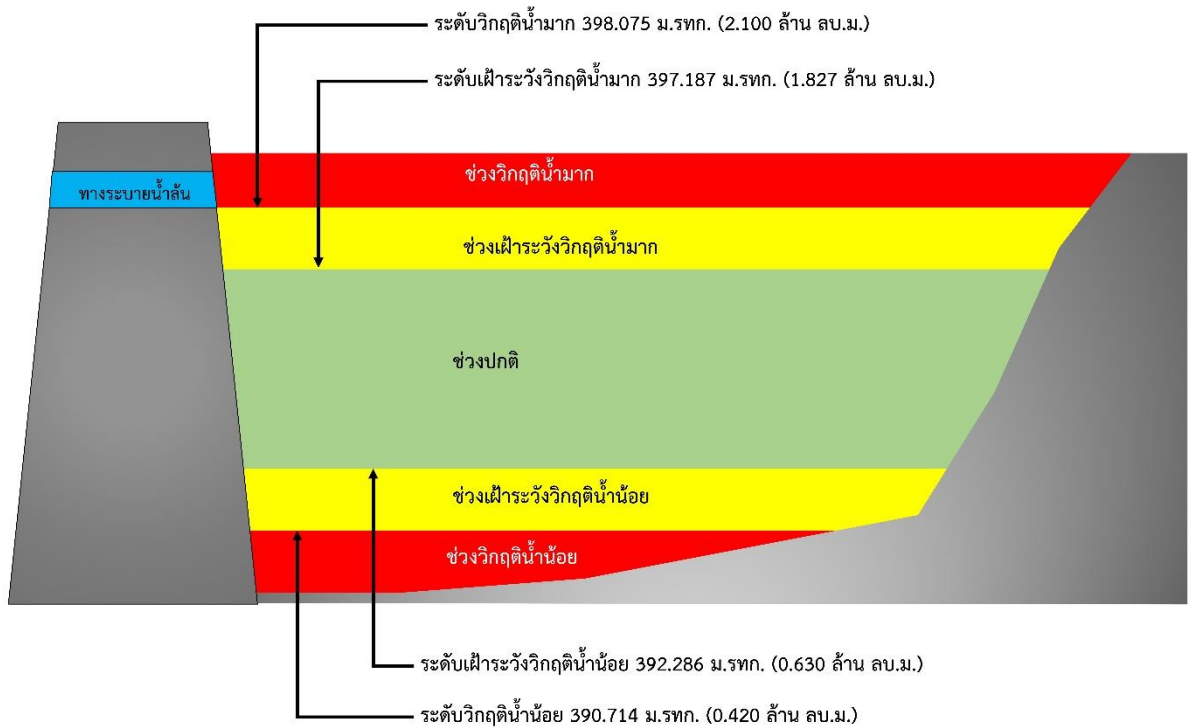 ระดับวิกฤติน้ำมาก 398.075 ม.รทก. (2.100 ล้าน ลบ.ม.)
ระดับเฝ้าระวังวิกฤติน้ำมาก 397.187 ม.รทก. (1.827 ล้าน ลบ.ม.)
ช่วงวิกฤติน้ำมาก
ทางระบายน้ำล้น
ช่วงเฝ้าระวังวิกฤติน้ำมาก
ช่วงปกติ
ช่วงเฝ้าระวังวิกฤติน้ำน้อย
ช่วงวิกฤติน้ำน้อย
ระดับเฝ้าระวังวิกฤติน้ำน้อย 392.286 ม.รทก. (0.630 ล้าน ลบ.ม.)
ระดับวิกฤติน้ำน้อย 390.714 ม.รทก. (0.420 ล้าน ลบ.ม.)